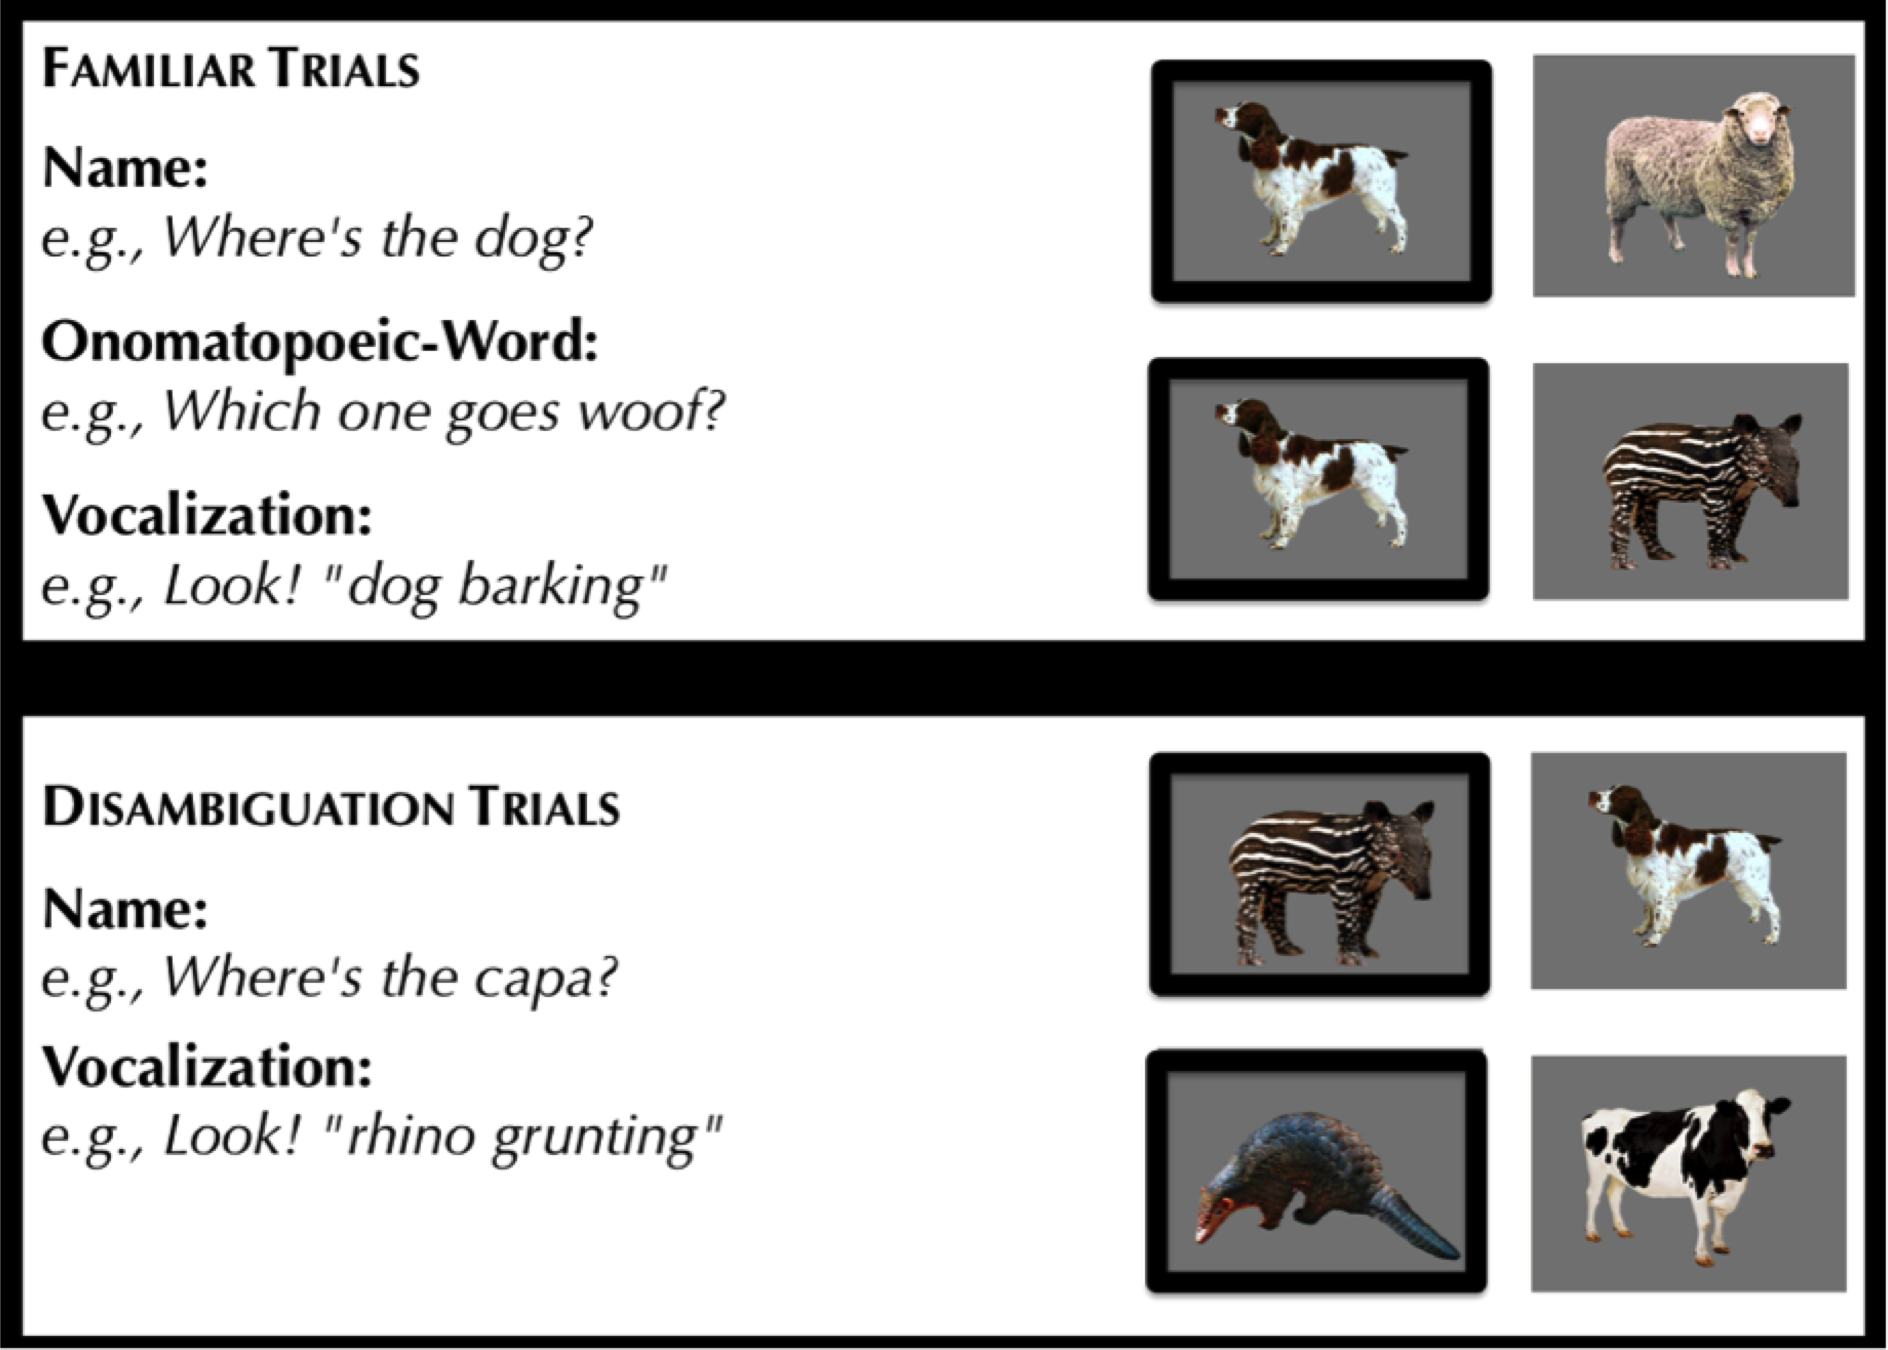 FAMILIAR TRIALS
Name:
e.g., Where's the dog?
Onomatopoeic-Word:
e.g., Which one goes woof?
Vocalization:
e.g., Look! "dog barking"
DISAMBIGUATION TRIALS
Name:
e.g., Where's the capa?
Vocalization:
e.g., Look! "rhino grunting"